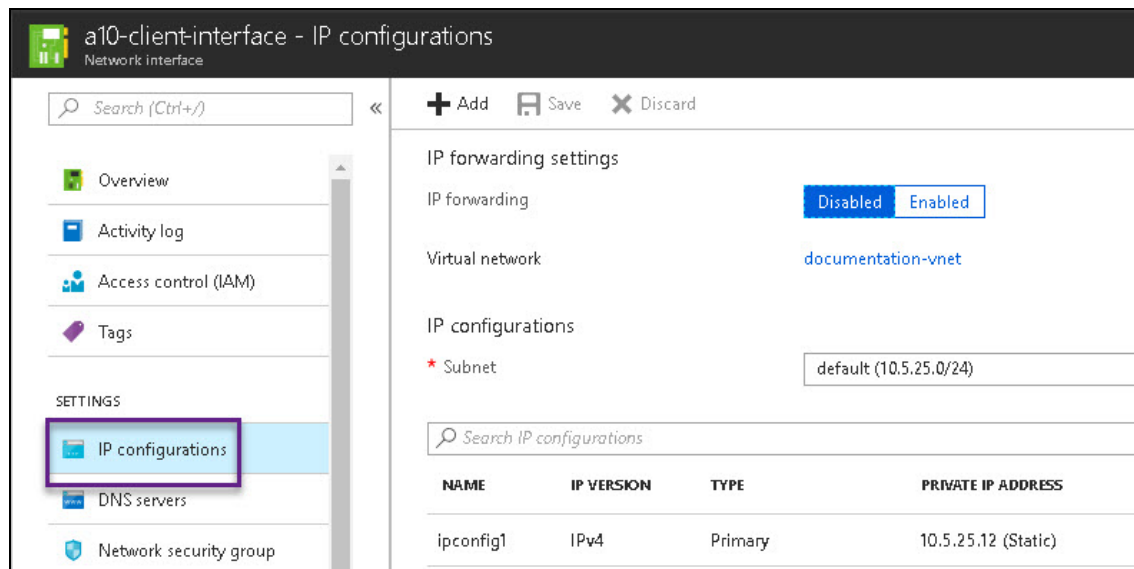 a10-client-interface - IP configurations
Network interface
Search (Ctrl+/)
Overview
Activity log
Access control (IAM)
Tags
SETTINGS
IP configurations
DNS servers
Network security group
Add Save Discard
IP forwarding settings
IP forwarding Disabled Enabled
Virtual network documentation-vnet
IP configurations
* Subnet default (10.5.25.0/24)
Search IP configurations
NAME IP VERSION TYPE PRIVATE IP ADDRESS
ipconfig1 IPv4 Primary 10.5.25.12 (Static)